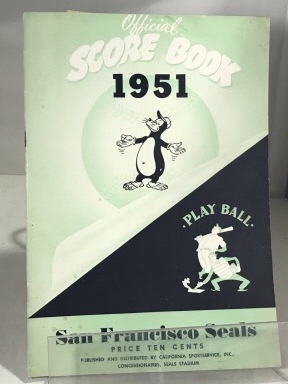 Official
SCORE BOOK
1951
• PLAY BALL •
San Francisco Seals
PRICE TEN CENTS
PUBLISHED AND DISTRIBUTED BY CALIFORNIA SPORTSERVICE, INC.,
CONCESSIONAIRES, SEALS STADIUM